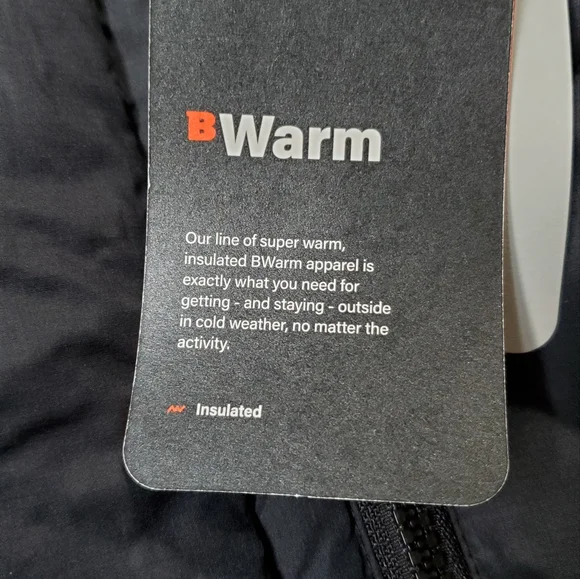 BWarm
Our line of super warm,
insulated BWarm apparel is
exactly what you need for
getting - and staying - outside
in cold weather, no matter the
activity.
Insulated